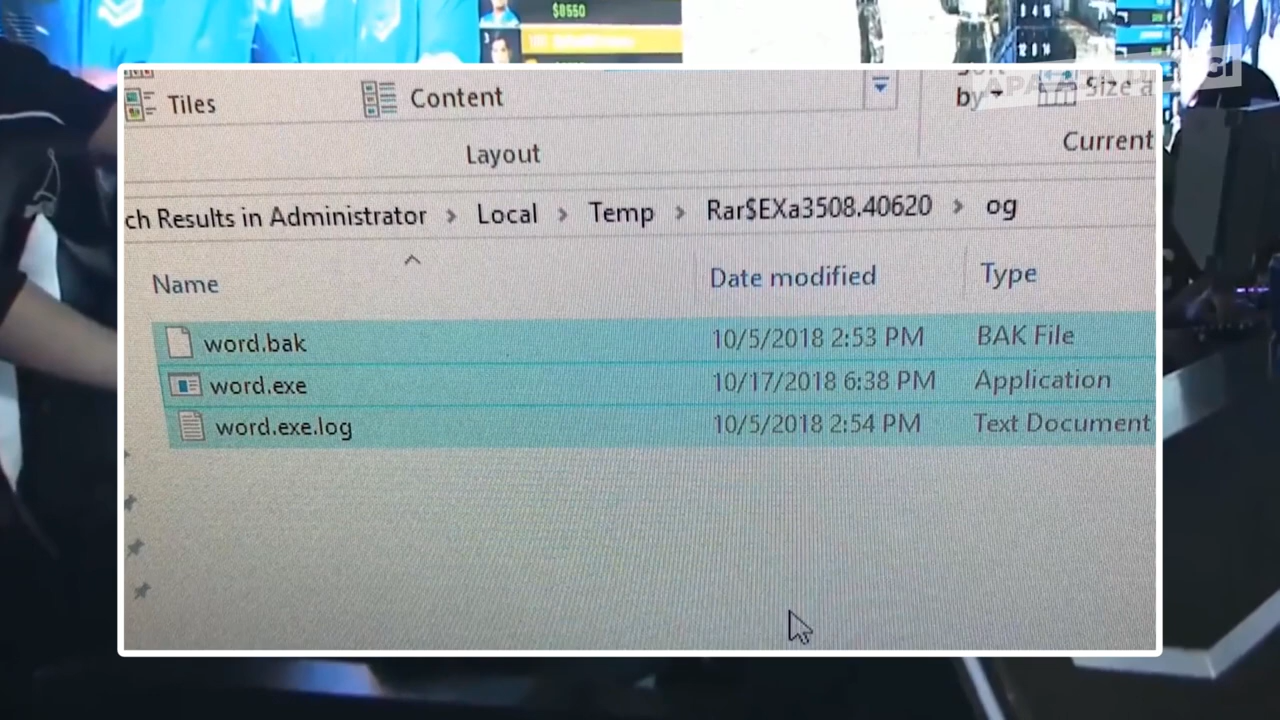 $8550
Tiles
Content
by
Size a
Layout
Current
ch Results in Administrator > Local > Temp > Rar$EXa3508.40620 > og
Name
Date modified
Type
word.bak
10/5/2018 2:53 PM
BAK File
word.exe
10/17/2018 6:38 PM
Application
word.exe.log
10/5/2018 2:54 PM
Text Document